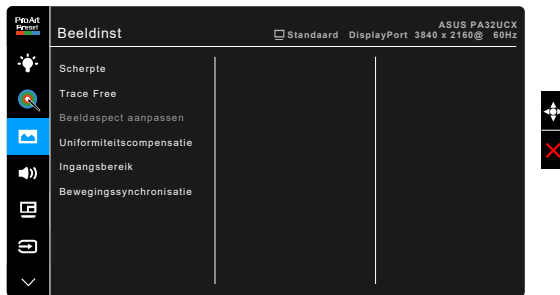 ProArt
Preset
Beeldinst
ASUS PA32UCX
Standaard DisplayPort 3840 x 2160@ 60Hz
Scherpte
Trace Free
Beeldaspect aanpassen
Uniformiteitscompensatie
Ingangsbereik
Bewegingssynchronisatie